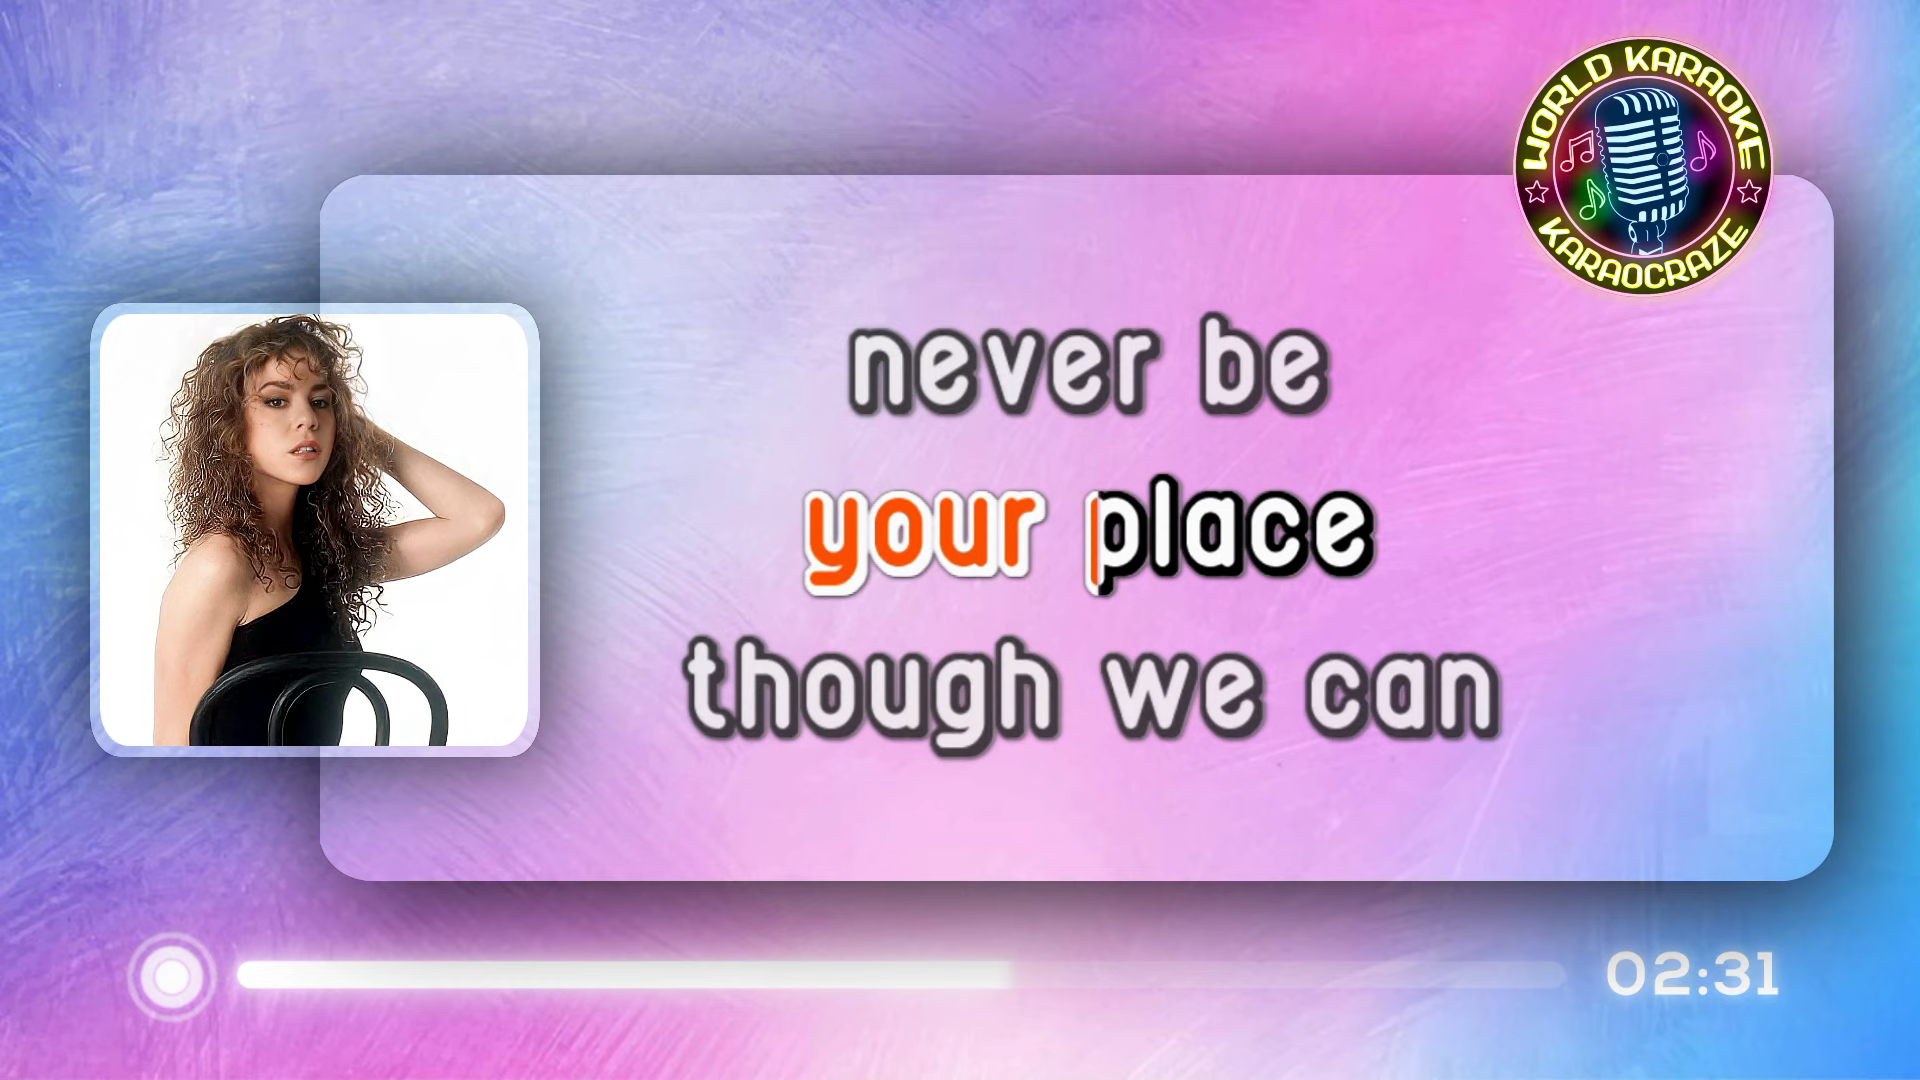 WORLD KARAOKE
KARAOCRAZE
never be
your place
though we can
02:31